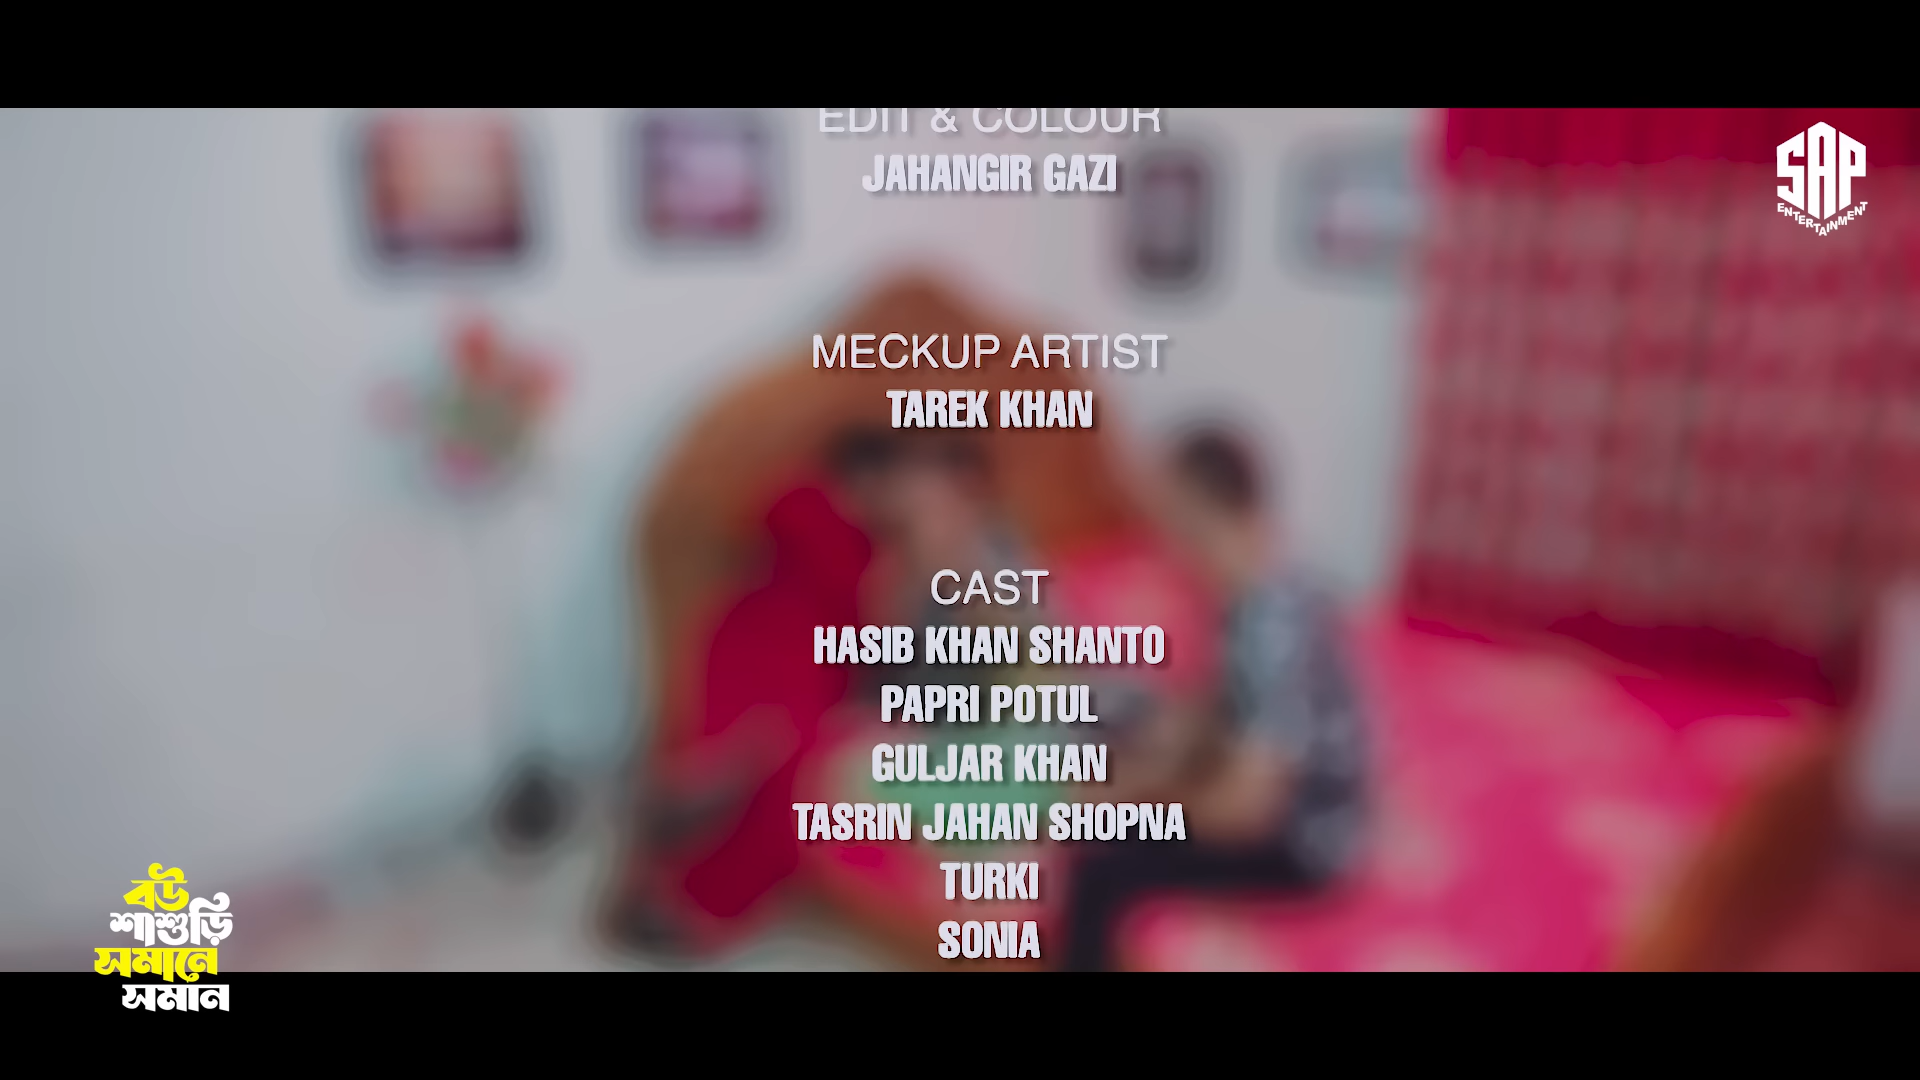 EDIT & COLOUR
JAHANGIR GAZI
SAP
ENTERTAINMENT
MECKUP ARTIST
TAREK KHAN
CAST
HASIB KHAN SHANTO
PAPRI POTUL
GULJAR KHAN
TASRIN JAHAN SHOPNA
TURKI
SONIA
বউ
শাশুড়ি
সমানে
সমান